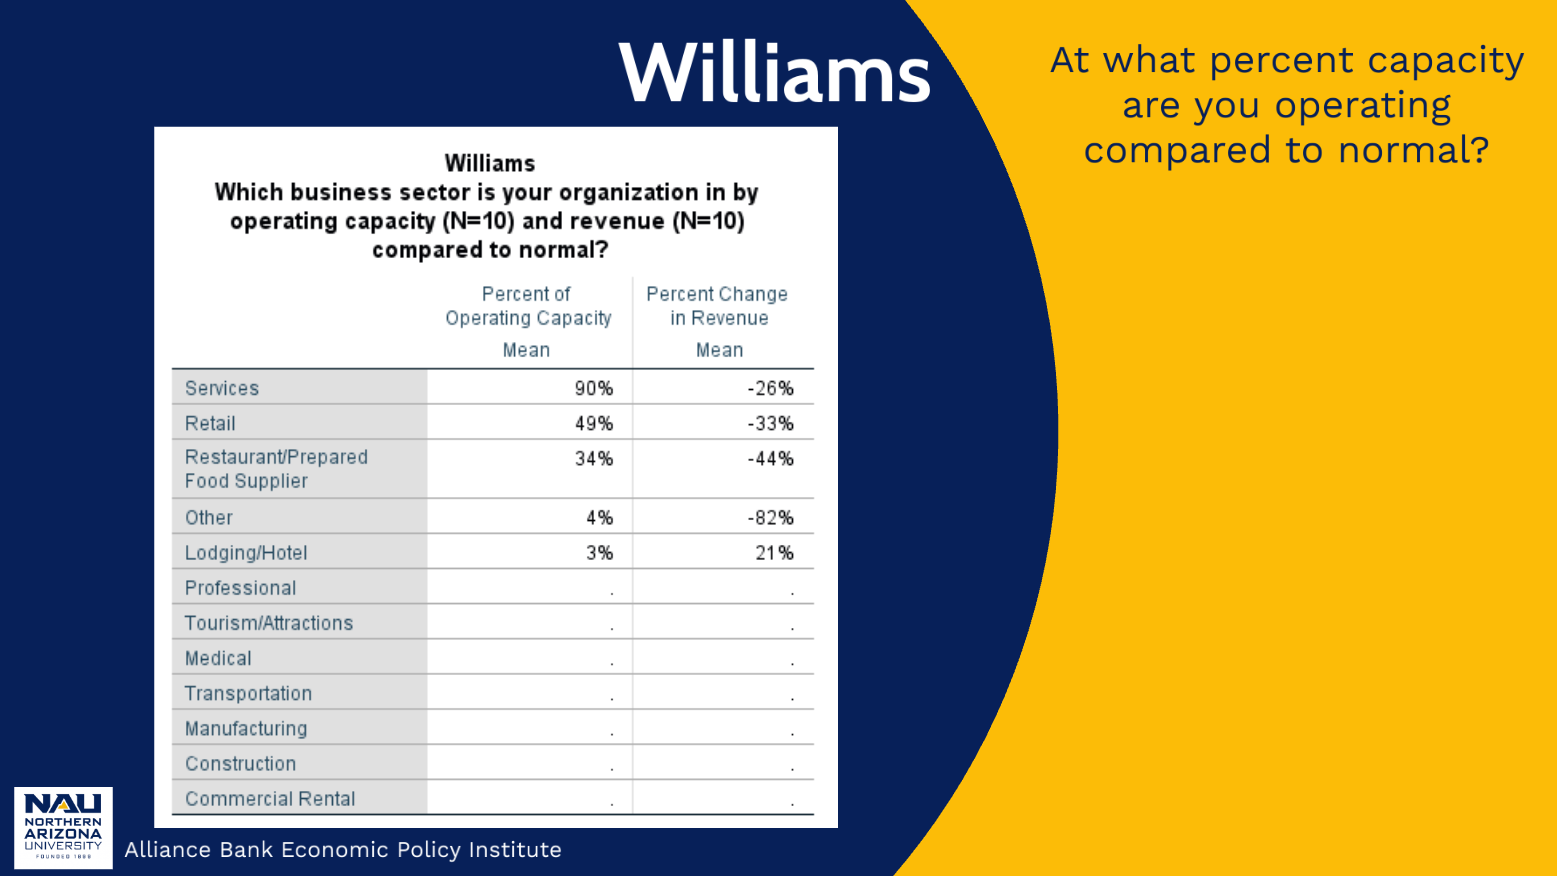 Williams
At what percent capacity
are you operating
compared to normal?
Williams
Which business sector is your organization in by
operating capacity (N=10) and revenue (N=10)
compared to normal?
Percent of Percent Change
Operating Capacity in Revenue
Mean Mean
Services 90% -26%
Retail 49% -33%
Restaurant/Prepared 34% -44%
Food Supplier
Other 4% -82%
Lodging/Hotel 3% 21%
Professional . .
Tourism/Attractions . .
Medical . .
Transportation . .
Manufacturing . .
Construction . .
Commercial Rental . .
NAU
NORTHERN
ARIZONA
UNIVERSITY
FOUNDED 1899
Alliance Bank Economic Policy Institute